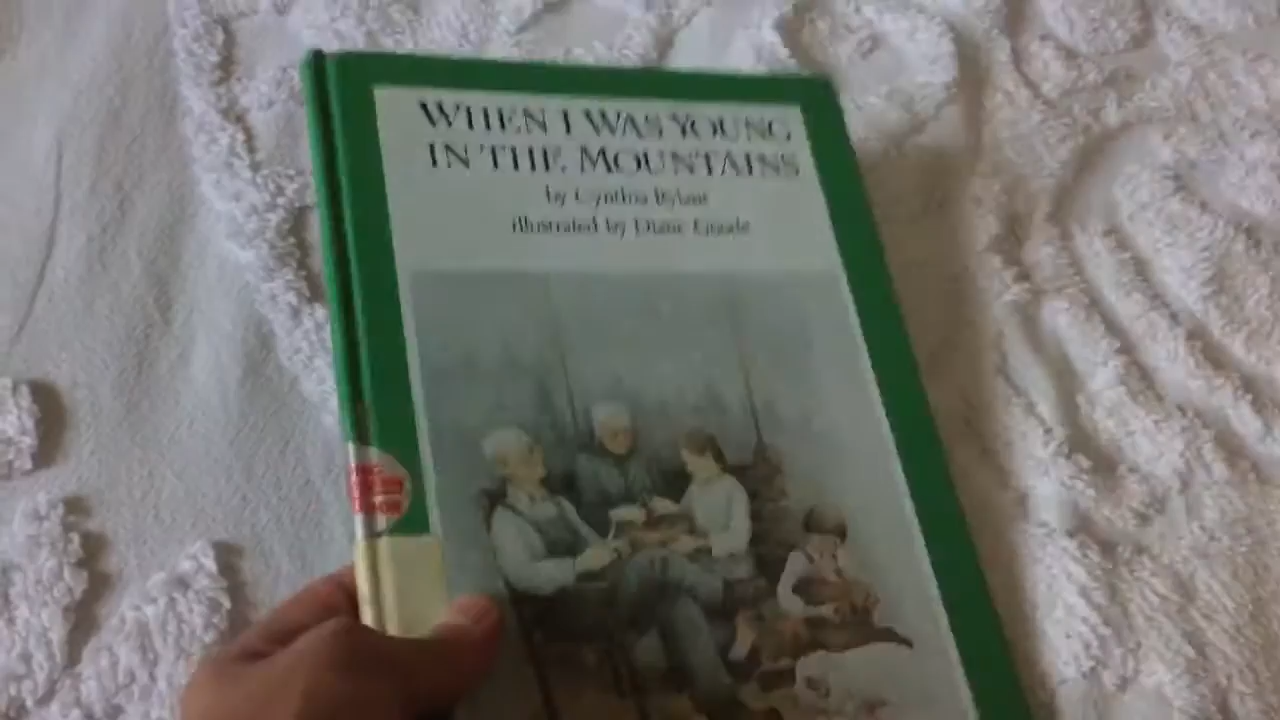 WHEN I WAS YOUNG
IN THE MOUNTAINS
by Cynthia Rylant
illustrated by Diane Goode